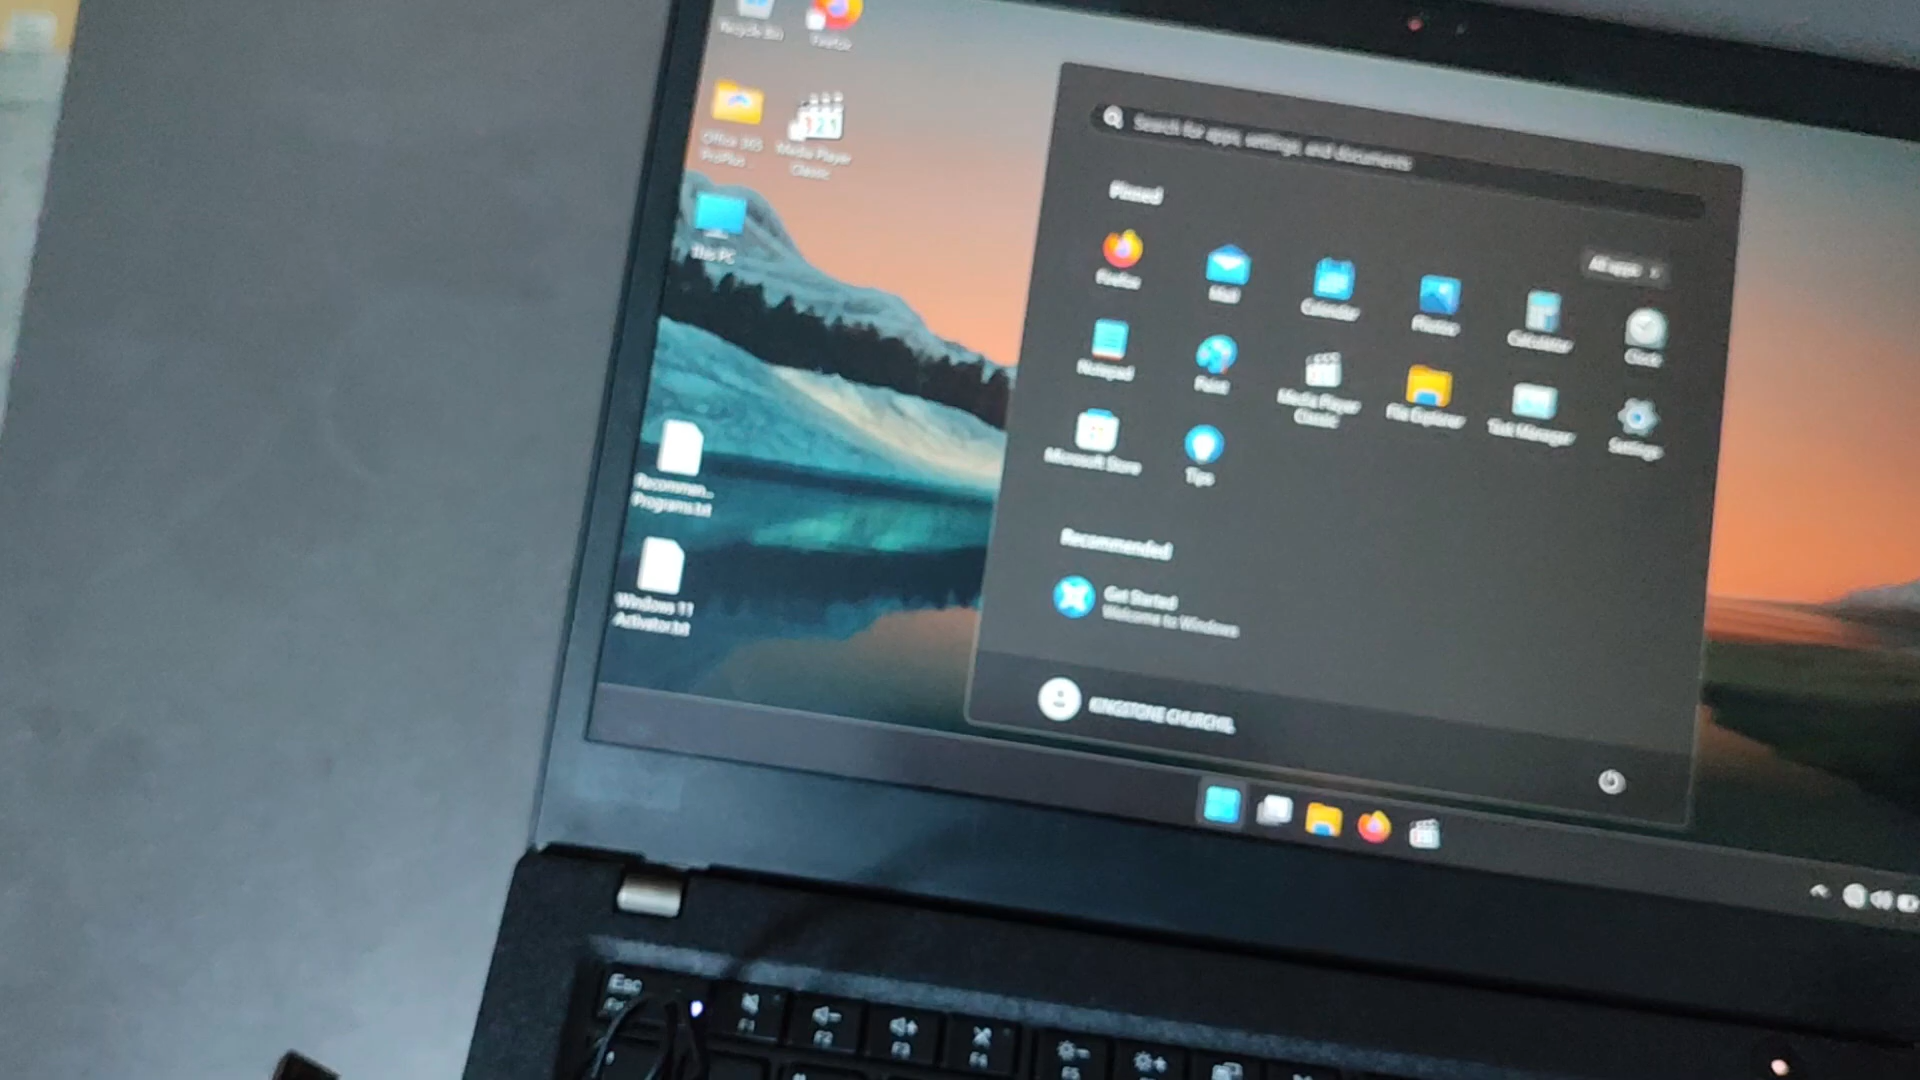 Recycle Bin
Firefox
Office 365
ProPlus
Media Player
Classic
This PC
Recommen...
Programs.txt
Windows 11
Activator.txt
Search for apps, settings, and documents
Pinned
All apps
Firefox
Mail
Calendar
Photos
Calculator
Clock
Notepad
Paint
Media Player
Classic
File Explorer
Task Manager
Settings
Microsoft Store
Tips
Recommended
Get Started
Welcome to Windows
KINGSTONE CHURCHIL
Esc
F1
F2
F3
F4
F5